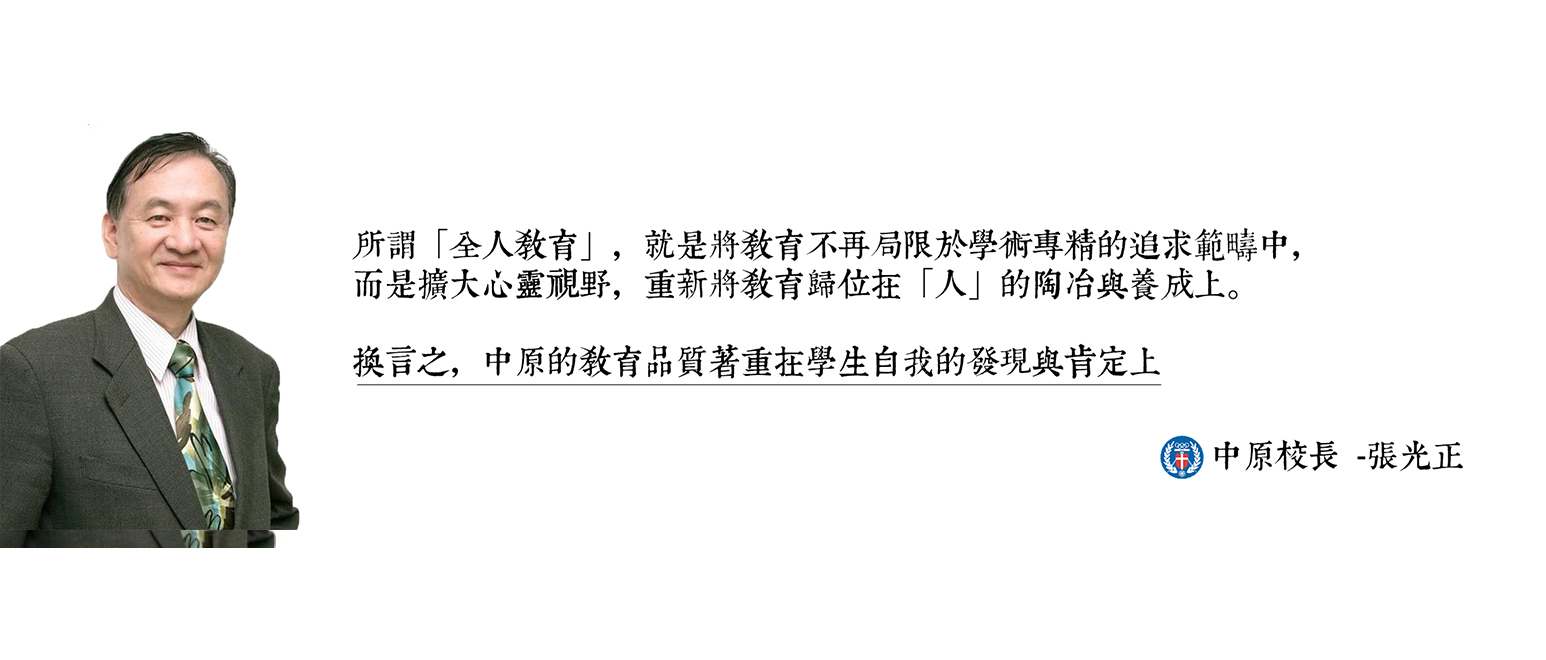 所謂「全人教育」，就是將教育不再局限於學術專精的追求範疇中，
而是擴大心靈視野，重新將教育歸位在「人」的陶冶與養成上。
換言之，中原的教育品質著重在學生自我的發現與肯定上
中原校長 -張光正